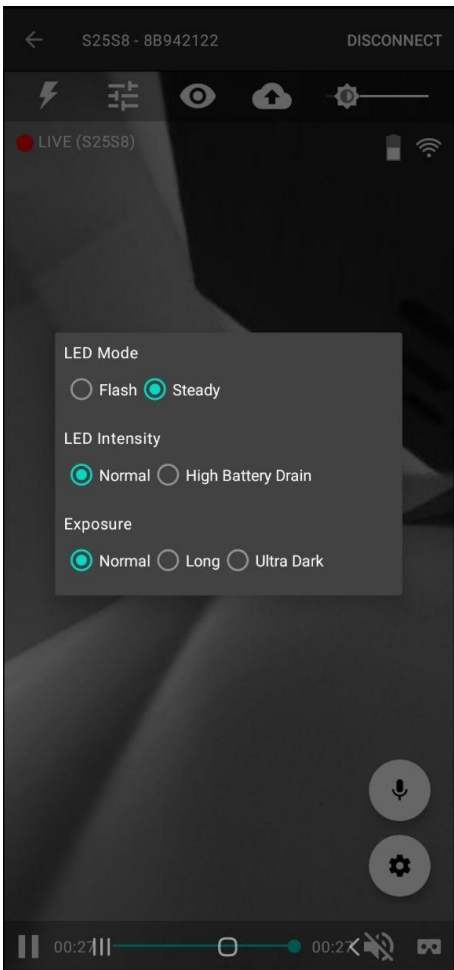 S25S8 - 8B942122 DISCONNECT
LIVE (S25S8)
LED Mode
Flash Steady
LED Intensity
Normal High Battery Drain
Exposure
Normal Long Ultra Dark
00:27 00:27